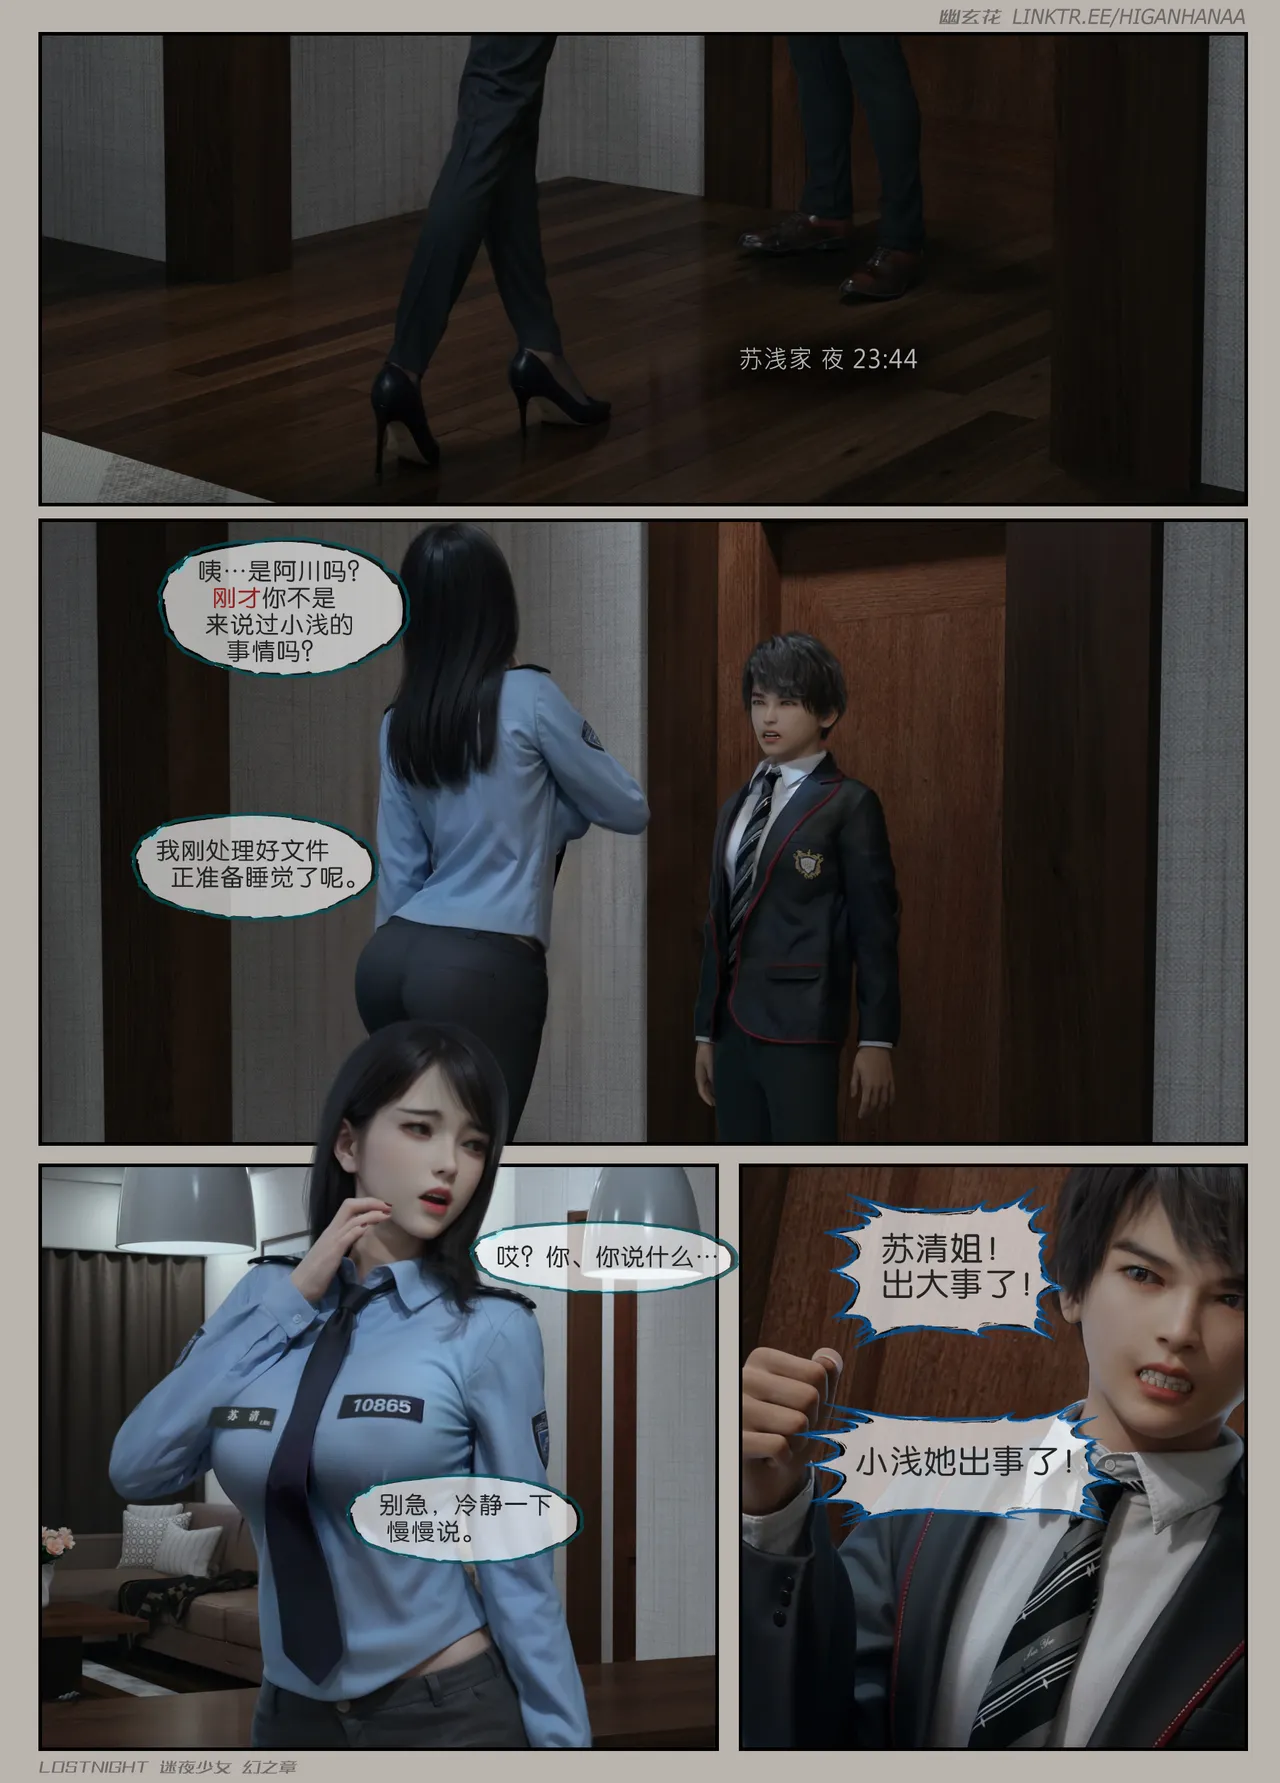 幽玄花 LINKTR.EE/HIGANHANAA
苏浅家 夜 23:44
咦…是阿川吗?
刚才你不是
来说过小浅的
事情吗?
我刚处理好文件
正准备睡觉了呢。
苏清姐!
出大事了!
小浅她出事了!
哎? 你、你说什么…
别急，冷静一下
慢慢说。
苏 清
10865
LOSTNIGHT 迷夜少女 幻之章